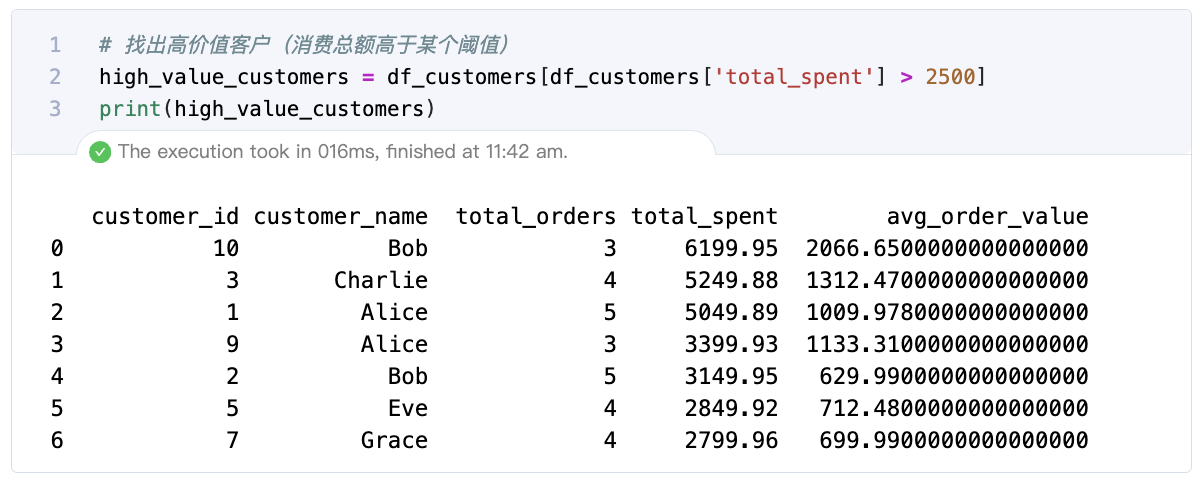 1 # 找出高价值客户（消费总额高于某个阈值）
2 high_value_customers = df_customers[df_customers['total_spent'] > 2500]
3 print(high_value_customers)
The execution took in 016ms, finished at 11:42 am.
customer_id customer_name total_orders total_spent avg_order_value
0 10 Bob 3 6199.95 2066.6500000000000000
1 3 Charlie 4 5249.88 1312.4700000000000000
2 1 Alice 5 5049.89 1009.9780000000000000
3 9 Alice 3 3399.93 1133.3100000000000000
4 2 Bob 5 3149.95 629.9900000000000000
5 5 Eve 4 2849.92 712.4800000000000000
6 7 Grace 4 2799.96 699.9900000000000000